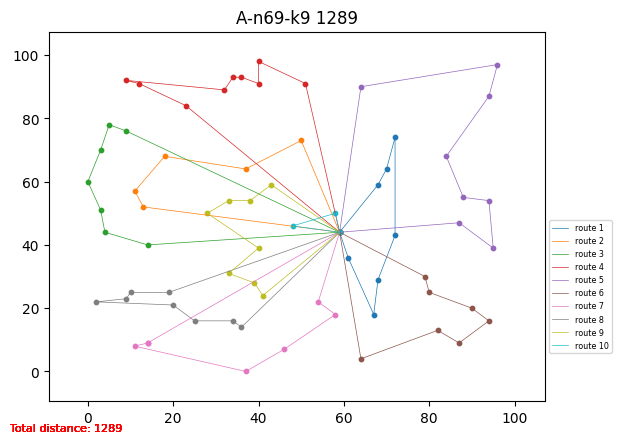 A-n69-k9 1289
100
80
60
40
20
0
0 20 40 60 80 100
route 1
route 2
route 3
route 4
route 5
route 6
route 7
route 8
route 9
route 10
Total distance: 1289